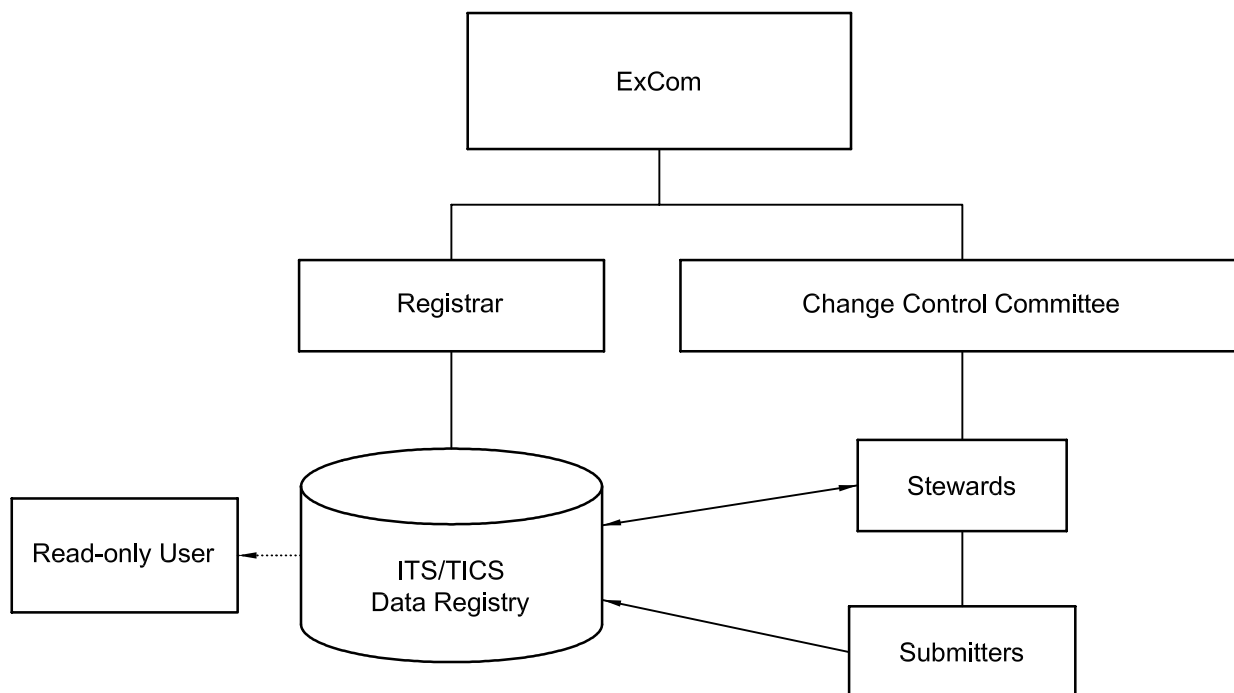 ExCom
Registrar
Change Control Committee
Stewards
Read-only User
ITS/TICS
Data Registry
Submitters